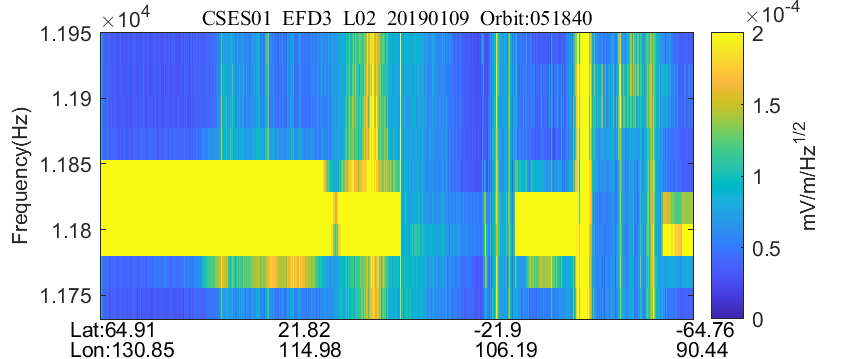 CSES01 EFD3 L02 20190109 Orbit:051840
×10⁴
×10⁻⁴
1.195
1.19
1.185
1.18
1.175
Frequency(Hz)
2
1.5
1
0.5
0
mV/m/Hz^1/2
Lat:64.91 21.82 -21.9 -64.76
Lon:130.85 114.98 106.19 90.44